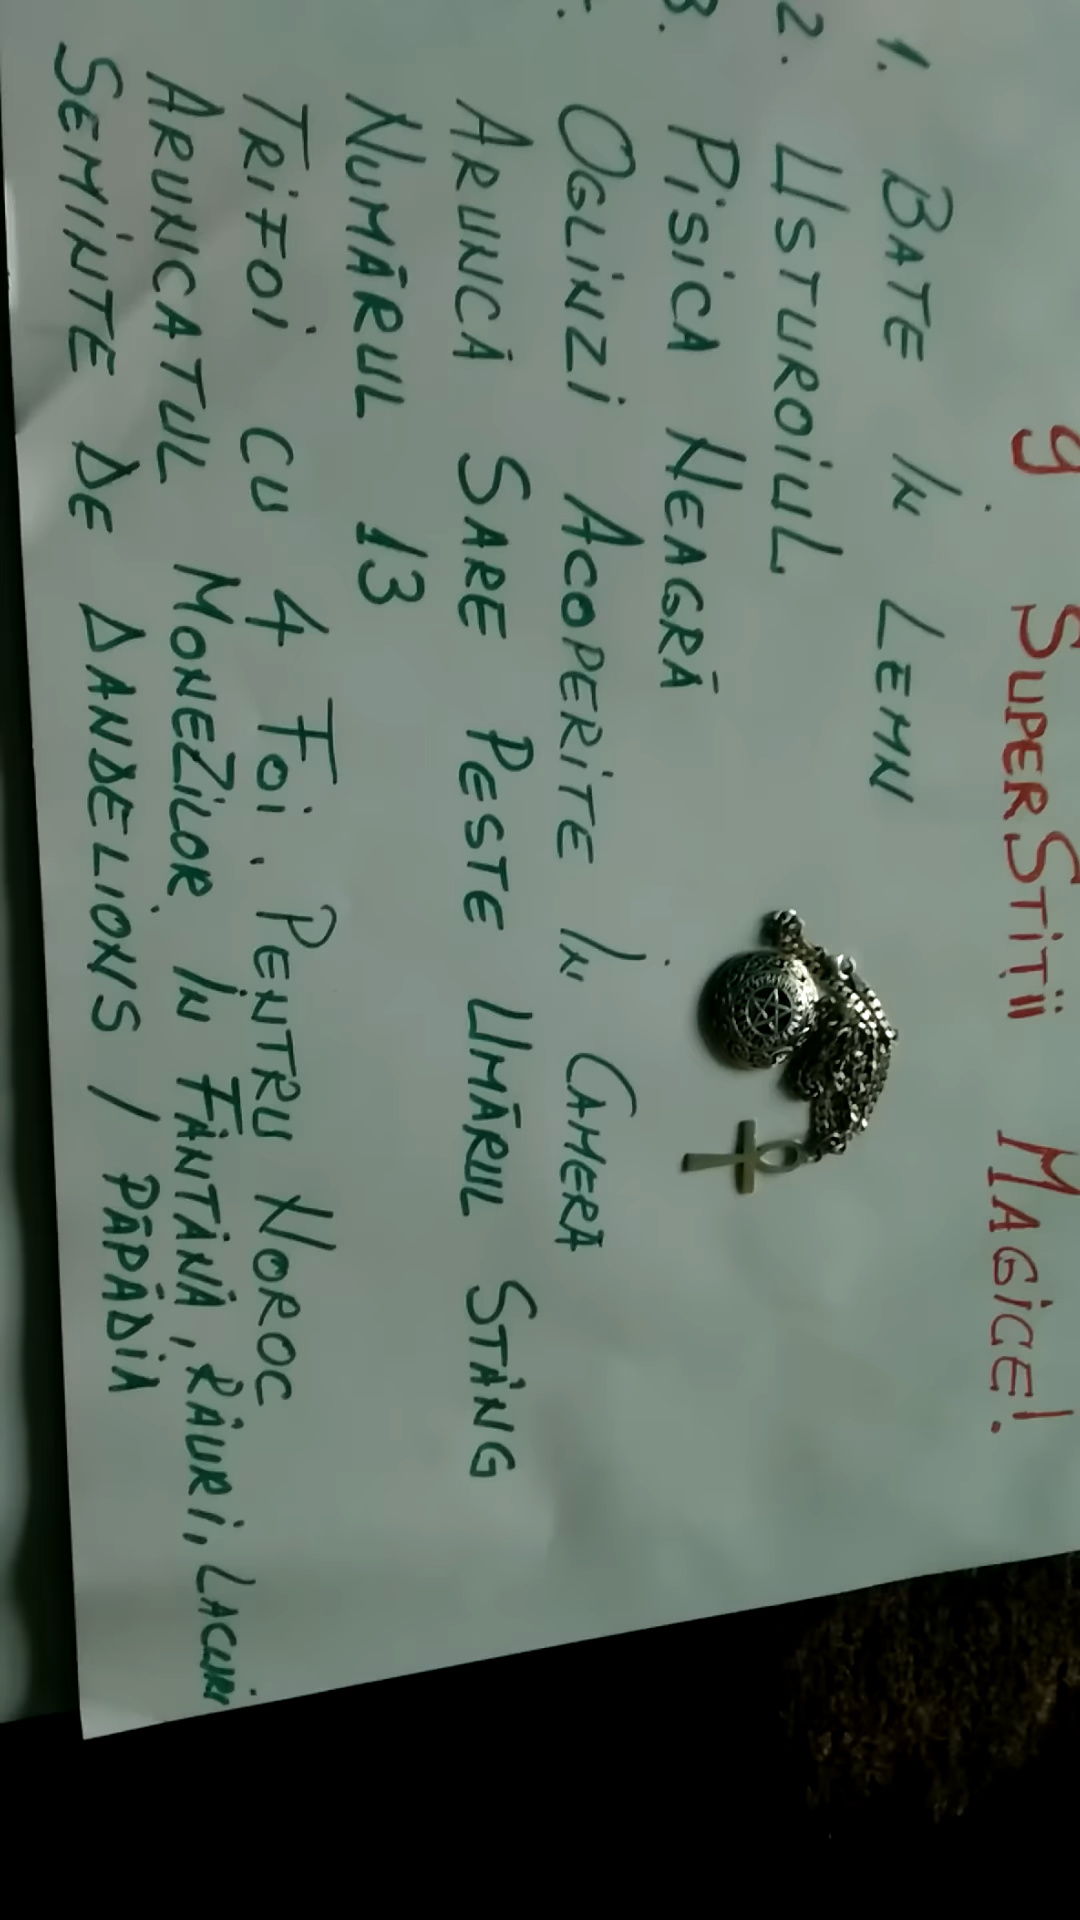 9 SUPERSTIȚII MAGICE!
1. BATE ÎN LEMN
2. USTUROIUL
3. PISICA NEAGRĂ
OGLINZI ACOPERITE ÎN CAMERĂ
ARUNCĂ SARE PESTE UMĂRUL STÂNG
NUMĂRUL 13
TRIFOI CU 4 FOI. PENTRU NOROC
ARUNCATUL MONEZILOR ÎN FÂNTÂNĂ, RÂURI, LACURI
SEMINTE DE DANDELIONS / PĂPĂDIA